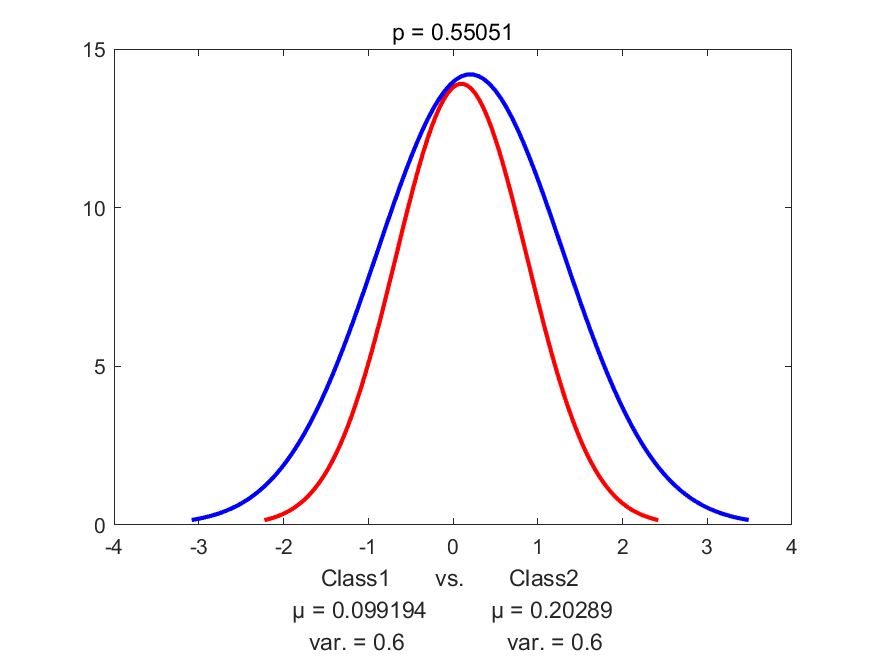 p = 0.55051
15
10
5
0
-4 -3 -2 -1 0 1 2 3 4
Class1 vs. Class2
μ = 0.099194 μ = 0.20289
var. = 0.6 var. = 0.6